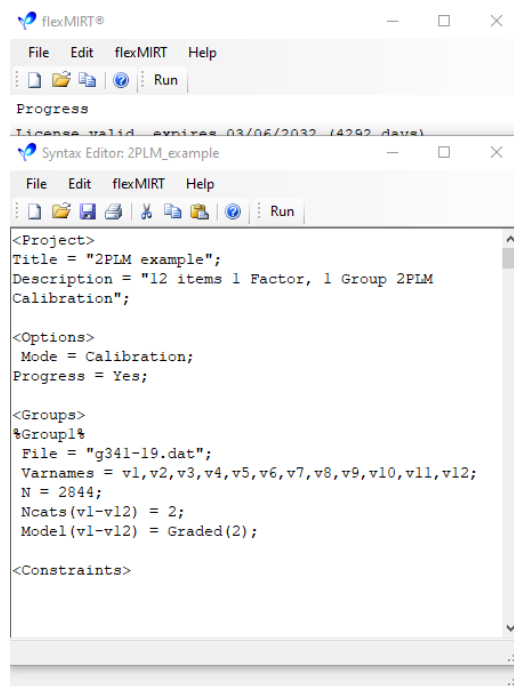 flexMIRT®
File Edit flexMIRT Help
Run
Progress
License valid, expires 03/06/2032 (4292 days)
Syntax Editor: 2PLM_example
File Edit flexMIRT Help
Run
<Project>
Title = "2PLM example";
Description = "12 items 1 Factor, 1 Group 2PLM
Calibration";
<Options>
Mode = Calibration;
Progress = Yes;
<Groups>
%Group1%
File = "g341-19.dat";
Varnames = v1,v2,v3,v4,v5,v6,v7,v8,v9,v10,v11,v12;
N = 2844;
Ncats(v1-v12) = 2;
Model(v1-v12) = Graded(2);
<Constraints>